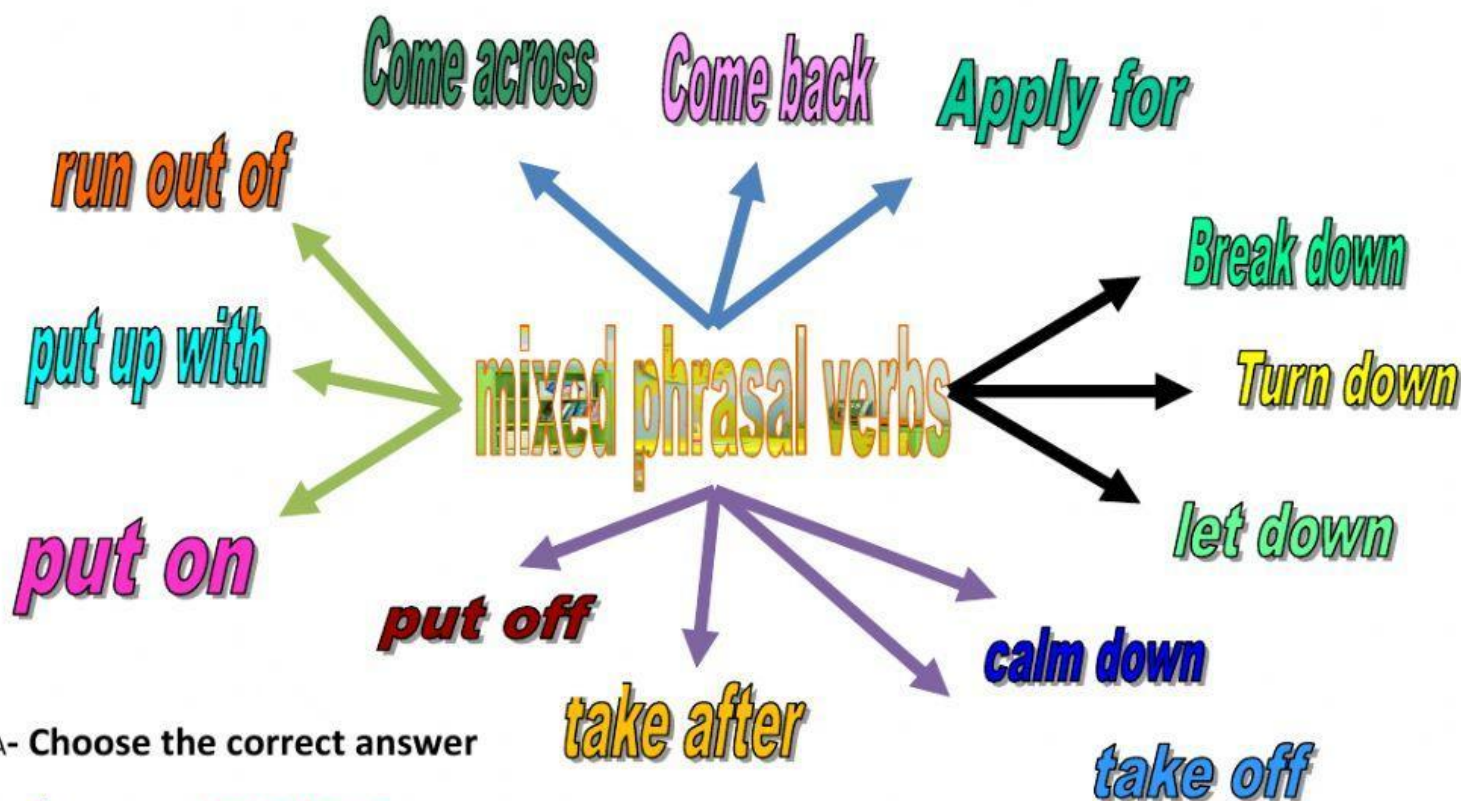 Come across
Come back
Apply for
run out of
Break down
put up with
mixed phrasal verbs
Turn down
put on
let down
put off
calm down
take after
take off
A- Choose the correct answer